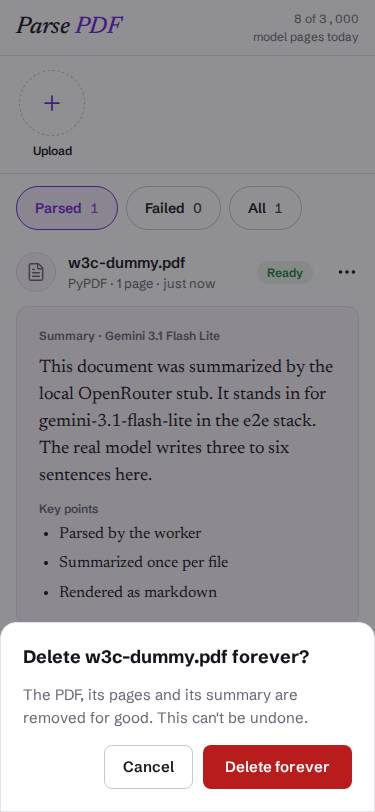 Parse PDF
8 of 3,000
model pages today
Upload
Parsed 1
Failed 0
All 1
w3c-dummy.pdf
PyPDF · 1 page · just now
Ready
Summary · Gemini 3.1 Flash Lite
This document was summarized by the
local OpenRouter stub. It stands in for
gemini-3.1-flash-lite in the e2e stack.
The real model writes three to six
sentences here.
Key points
• Parsed by the worker
• Summarized once per file
• Rendered as markdown
Delete w3c-dummy.pdf forever?
The PDF, its pages and its summary are
removed for good. This can't be undone.
Cancel
Delete forever